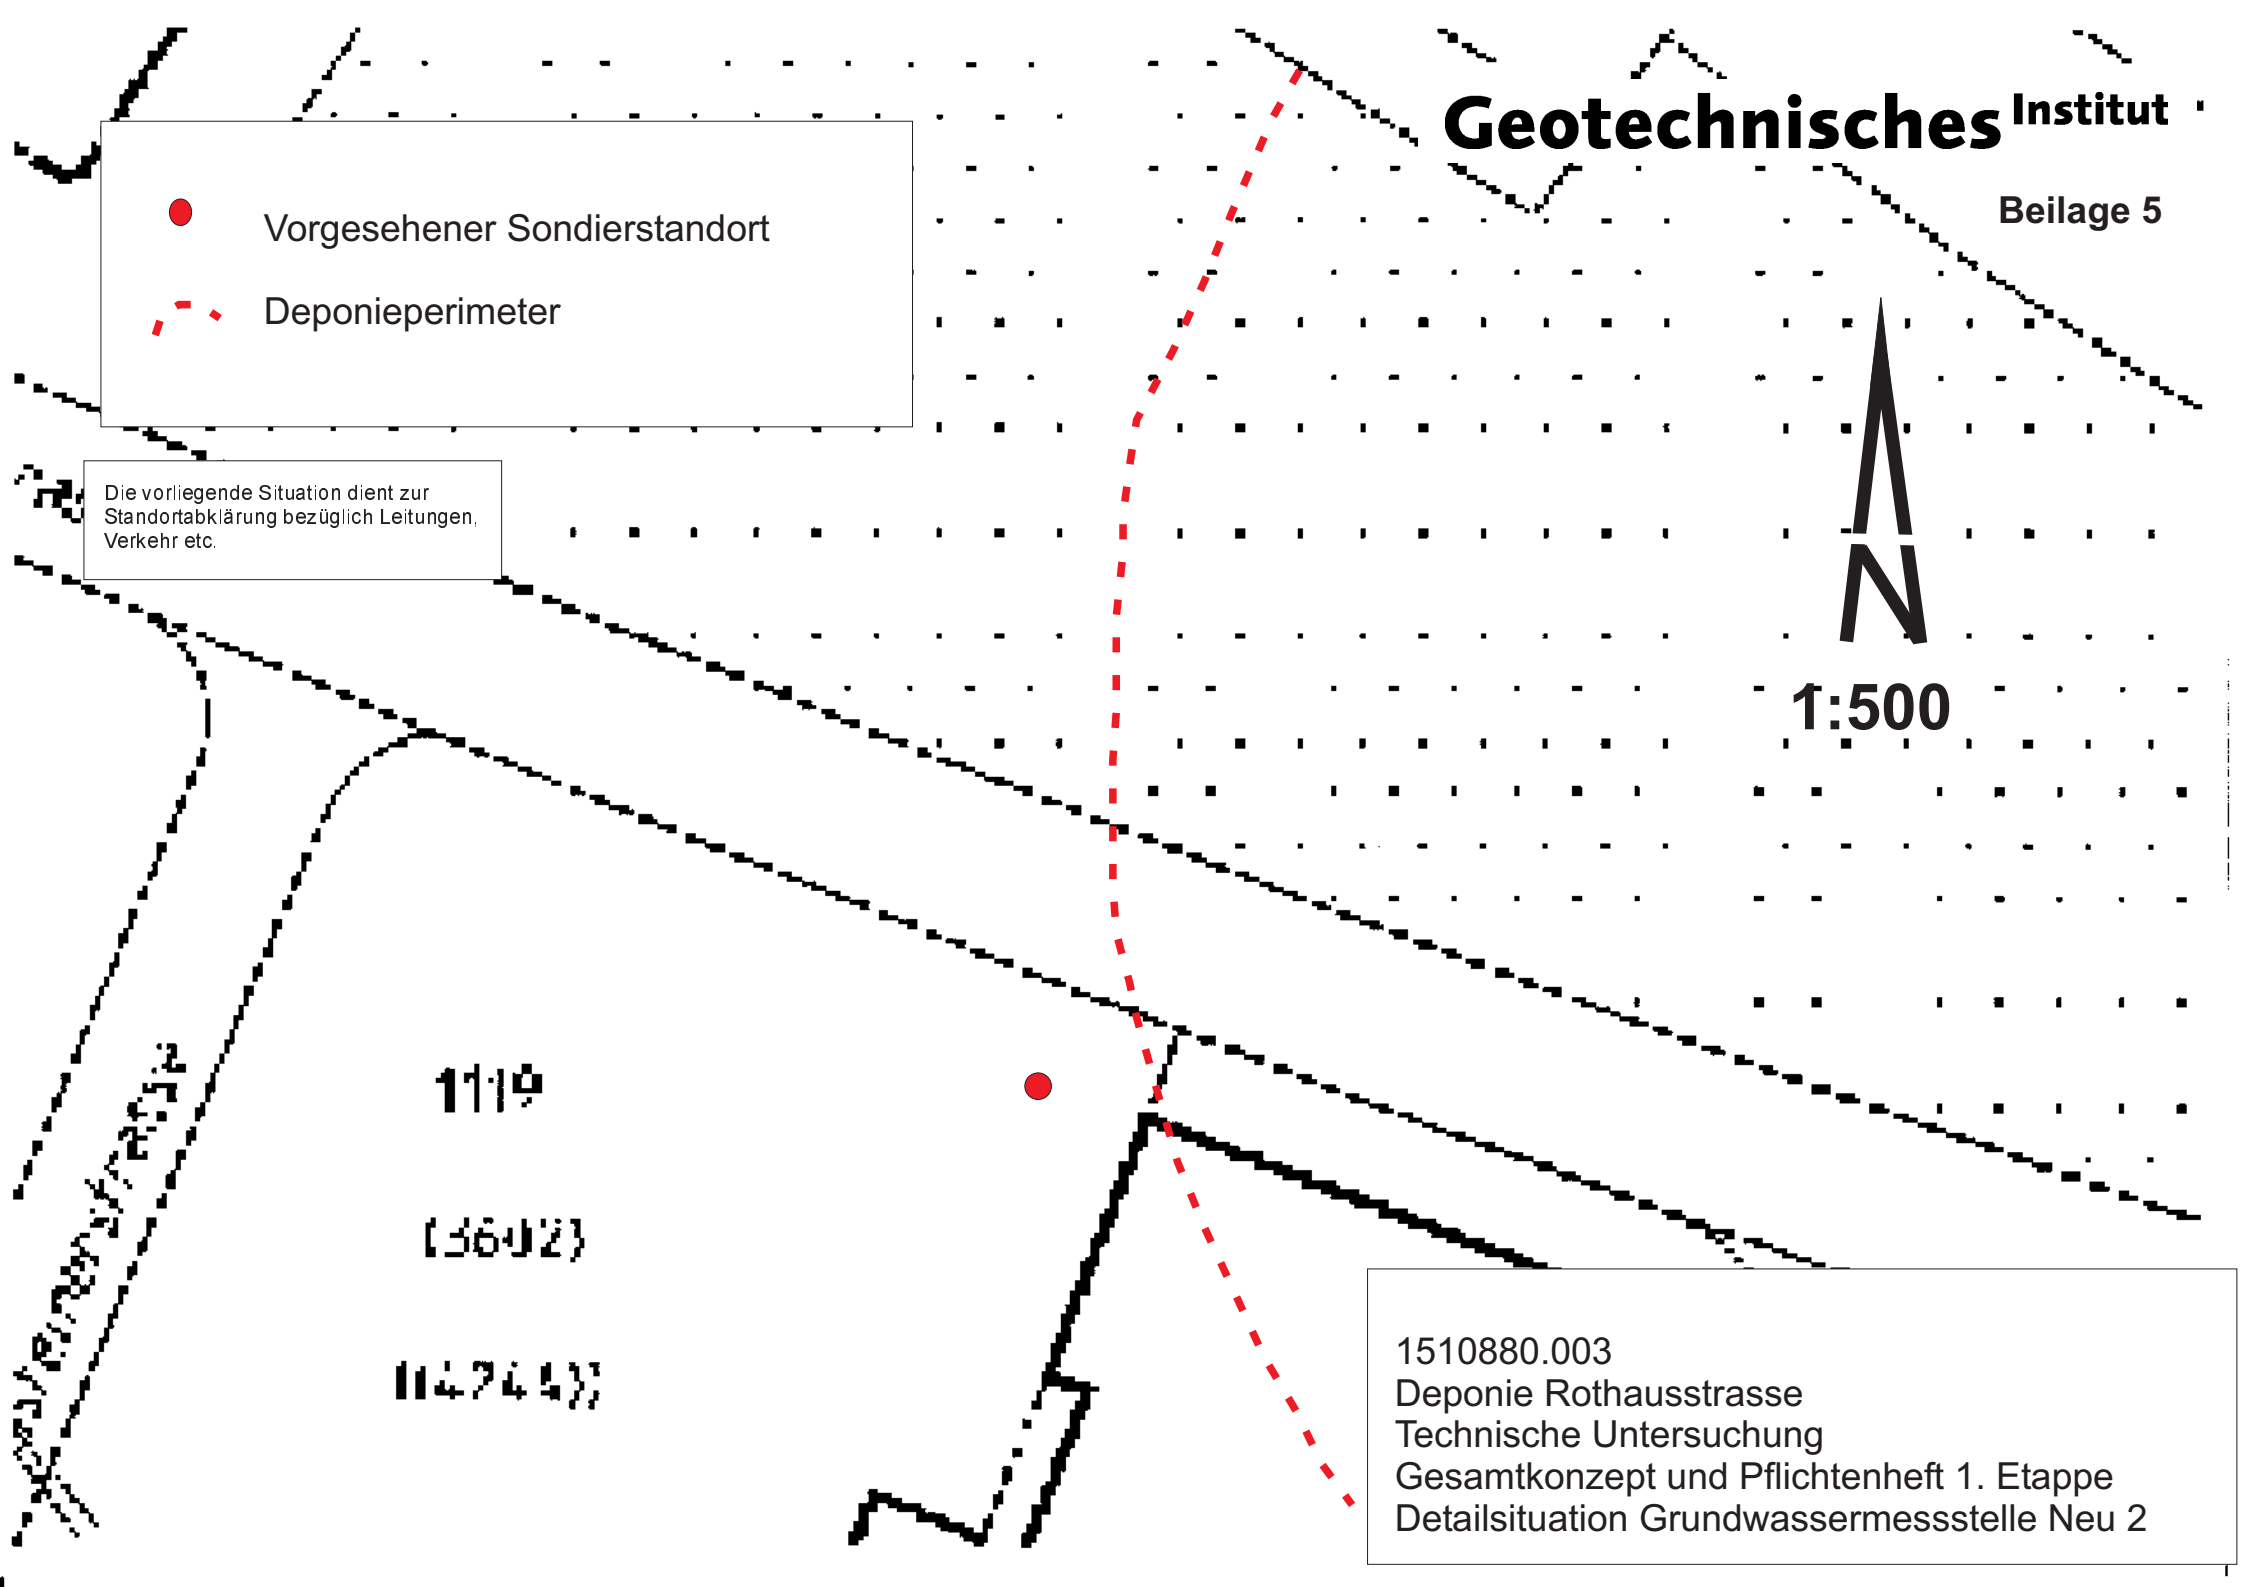 Geotechnisches Institut
Beilage 5
Vorgesehener Sondierstandort
Deponieperimeter
Die vorliegende Situation dient zur
Standortabklärung bezüglich Leitungen,
Verkehr etc.
N
1:500
1119
(3602)
1510880.003
Deponie Rothausstrasse
Technische Untersuchung
Gesamtkonzept und Pflichtenheft 1. Etappe
Detailsituation Grundwassermessstelle Neu 2